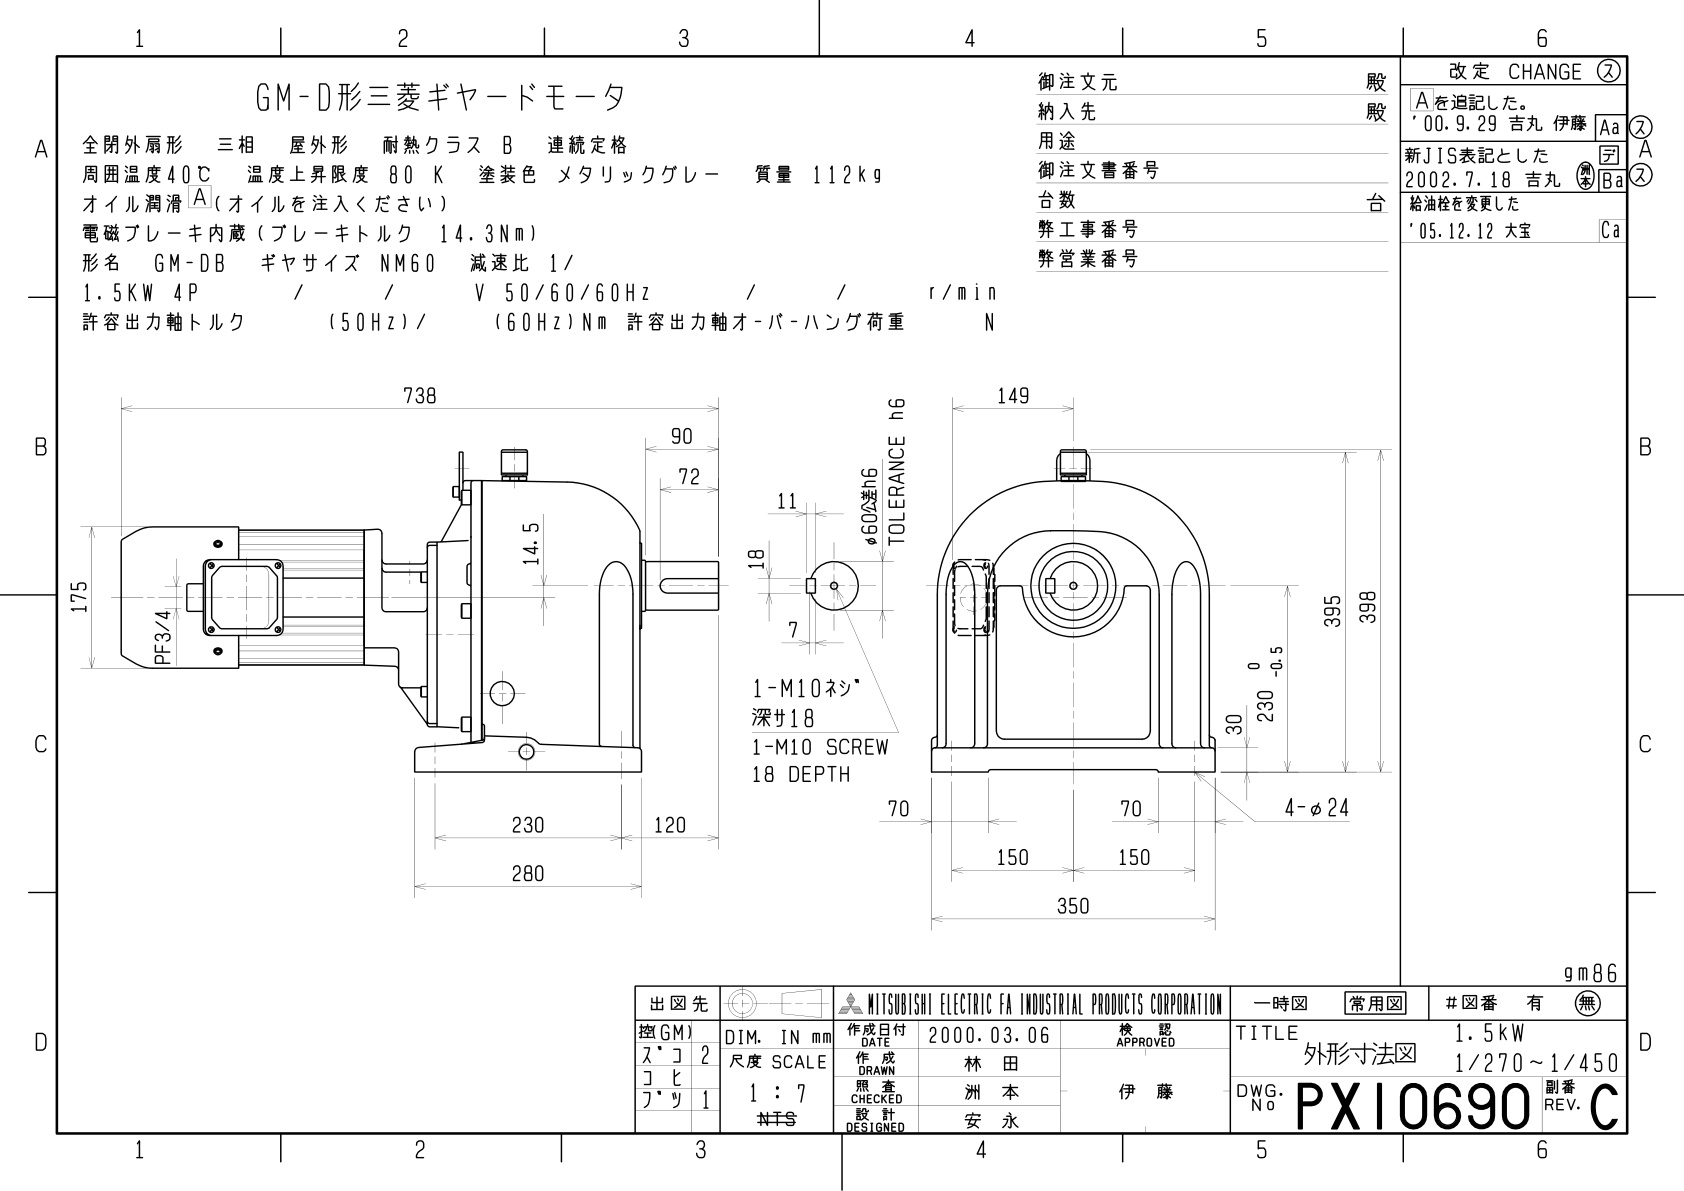 1 2 3 4 5 6
GM-D形三菱ギヤードモータ
全閉外扇形 三相 屋外形 耐熱クラス B 連続定格
周囲温度40℃ 温度上昇限度 80 K 塗装色 メタリックグレー 質量 112kg
オイル潤滑 A (オイルを注入ください)
電磁ブレーキ内蔵(ブレーキトルク 14.3Nm)
形名 GM-DB ギヤサイズ NM60 減速比 1/
1.5KW 4P / / V 50/60/60Hz / / r/min
許容出力軸トルク (50Hz)/ (60Hz)Nm 許容出力軸オーバーハング荷重 N
御注文元 殿
納入先 殿
用途
御注文書番号
台数 台
弊工事番号
弊営業番号
改定 CHANGE ス
Aを追記した。
'00.9.29 吉丸 伊藤 Aa ス
新JIS表記とした デ
2002.7.18 吉丸 洲本 Ba ス
給油栓を変更した
'05.12.12 大宝 Ca
A
A
B
B
C
C
D
D
738
90
72
14.5
175
PF3/4
230
120
280
11
18
7
φ60公差h6
TOLERANCE h6
1-M10ネジ
深サ18
1-M10 SCREW
18 DEPTH
149
395
398
230 0 -0.5
30
70
70
4-φ24
150
150
350
gm86
出図先
控(GM)
ズコ 2
コヒ
ブツ 1
DIM. IN mm
尺度 SCALE
1:7
NTS
MITSUBISHI ELECTRIC FA INDUSTRIAL PRODUCTS CORPORATION
作成日付 DATE 2000.03.06
作成 DRAWN 林田
照査 CHECKED 洲本
設計 DESIGNED 安永
検認 APPROVED
伊藤
一時図 常用図 #図番 有 無
TITLE 1.5kW
外形寸法図 1/270~1/450
DWG. No PX10690 副番 REV. C
1 2 3 4 5 6